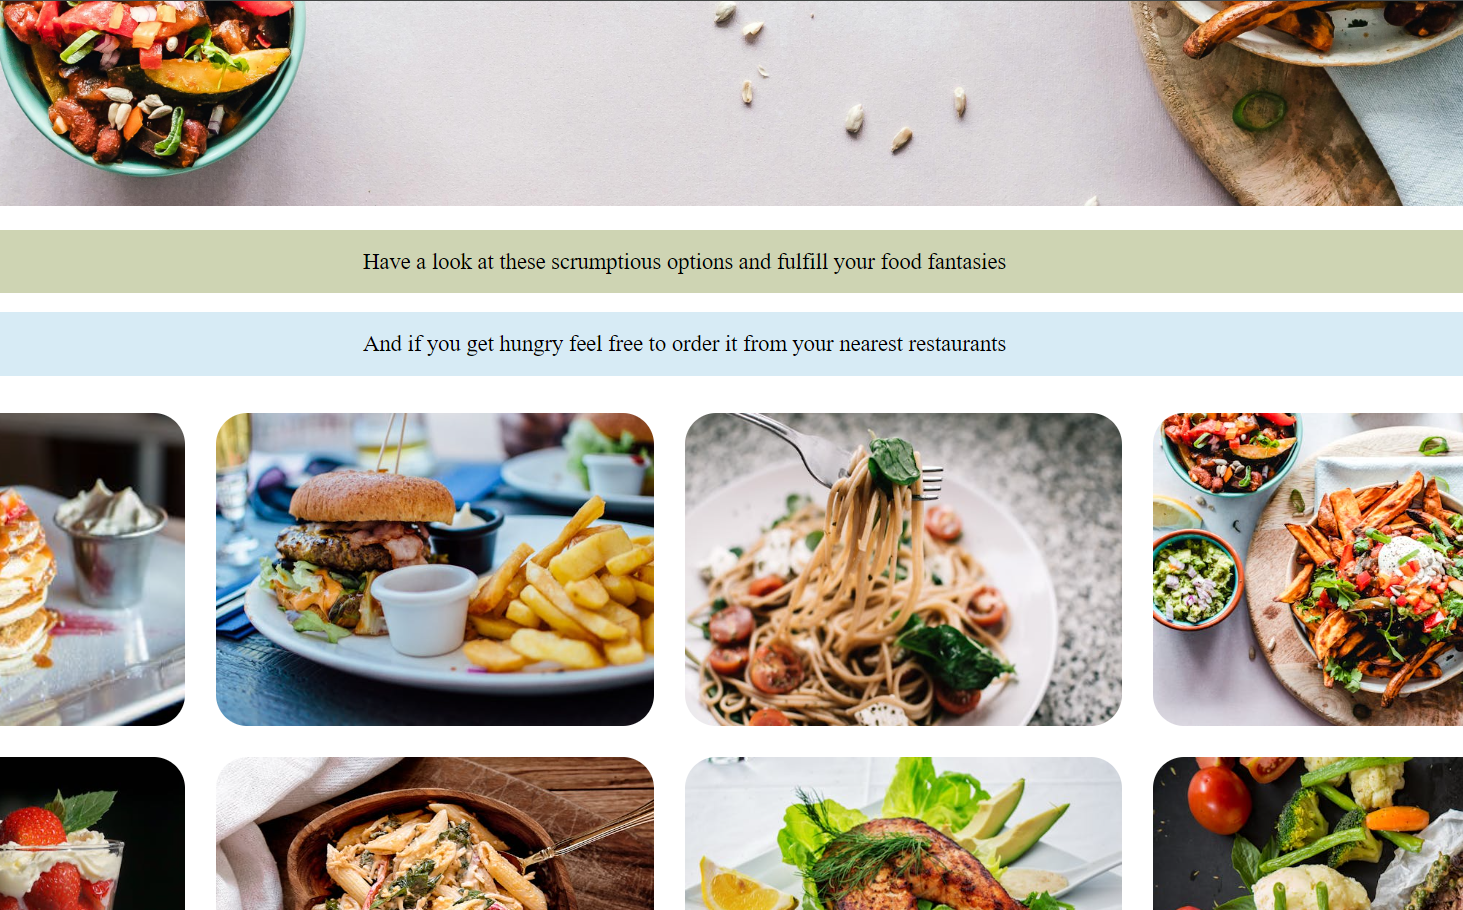 Have a look at these scrumptious options and fulfill your food fantasies
And if you get hungry feel free to order it from your nearest restaurants